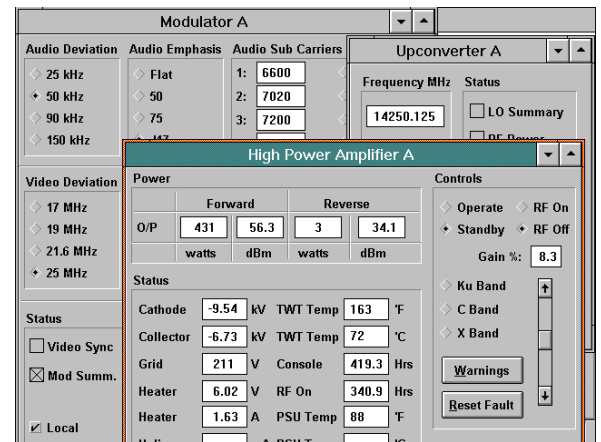 Modulator A
Audio Deviation Audio Emphasis Audio Sub Carriers
25 kHz Flat 1: 6600
50 kHz 50 2: 7020
90 kHz 75 3: 7200
150 kHz J17
Video Deviation
17 MHz
19 MHz
21.6 MHz
25 MHz
Status
Video Sync
Mod Summ.
Local
Upconverter A
Frequency MHz Status
14250.125 LO Summary
RF Power
High Power Amplifier A
Power
Forward Reverse
O/P 431 56.3 3 34.1
watts dBm watts dBm
Status
Cathode -9.54 kV TWT Temp 163 'F
Collector -6.73 kV TWT Temp 72 'C
Grid 211 V Console 419.3 Hrs
Heater 6.02 V RF On 340.9 Hrs
Heater 1.63 A PSU Temp 88 'F
Controls
Operate RF On
Standby RF Off
Gain %: 8.3
Ku Band
C Band
X Band
Warnings
Reset Fault